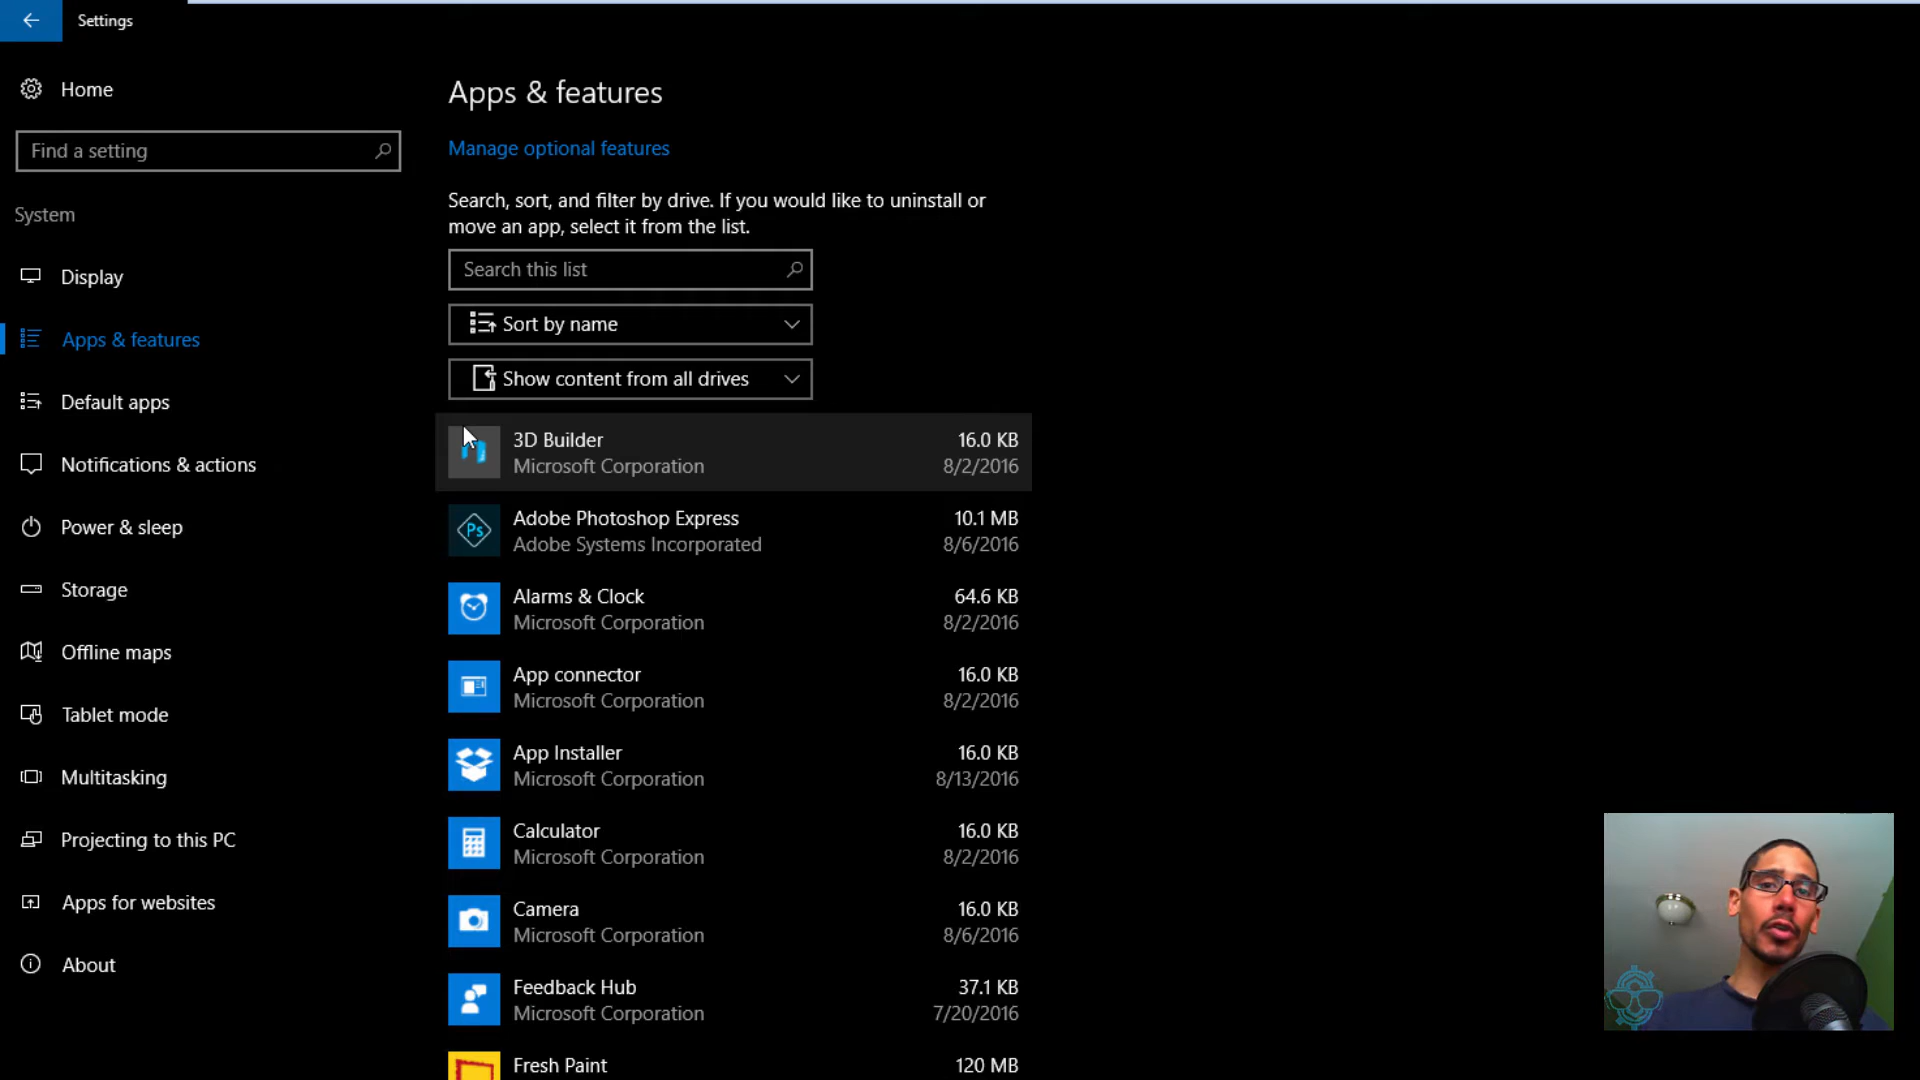 Settings
Home
Find a setting
System
Display
Apps & features
Default apps
Notifications & actions
Power & sleep
Storage
Offline maps
Tablet mode
Multitasking
Projecting to this PC
Apps for websites
About
Apps & features
Manage optional features
Search, sort, and filter by drive. If you would like to uninstall or
move an app, select it from the list.
Search this list
Sort by name
Show content from all drives
3D Builder 16.0 KB
Microsoft Corporation 8/2/2016
Ps
Adobe Photoshop Express 10.1 MB
Adobe Systems Incorporated 8/6/2016
Alarms & Clock 64.6 KB
Microsoft Corporation 8/2/2016
App connector 16.0 KB
Microsoft Corporation 8/2/2016
App Installer 16.0 KB
Microsoft Corporation 8/13/2016
Calculator 16.0 KB
Microsoft Corporation 8/2/2016
Camera 16.0 KB
Microsoft Corporation 8/6/2016
Feedback Hub 37.1 KB
Microsoft Corporation 7/20/2016
Fresh Paint 120 MB